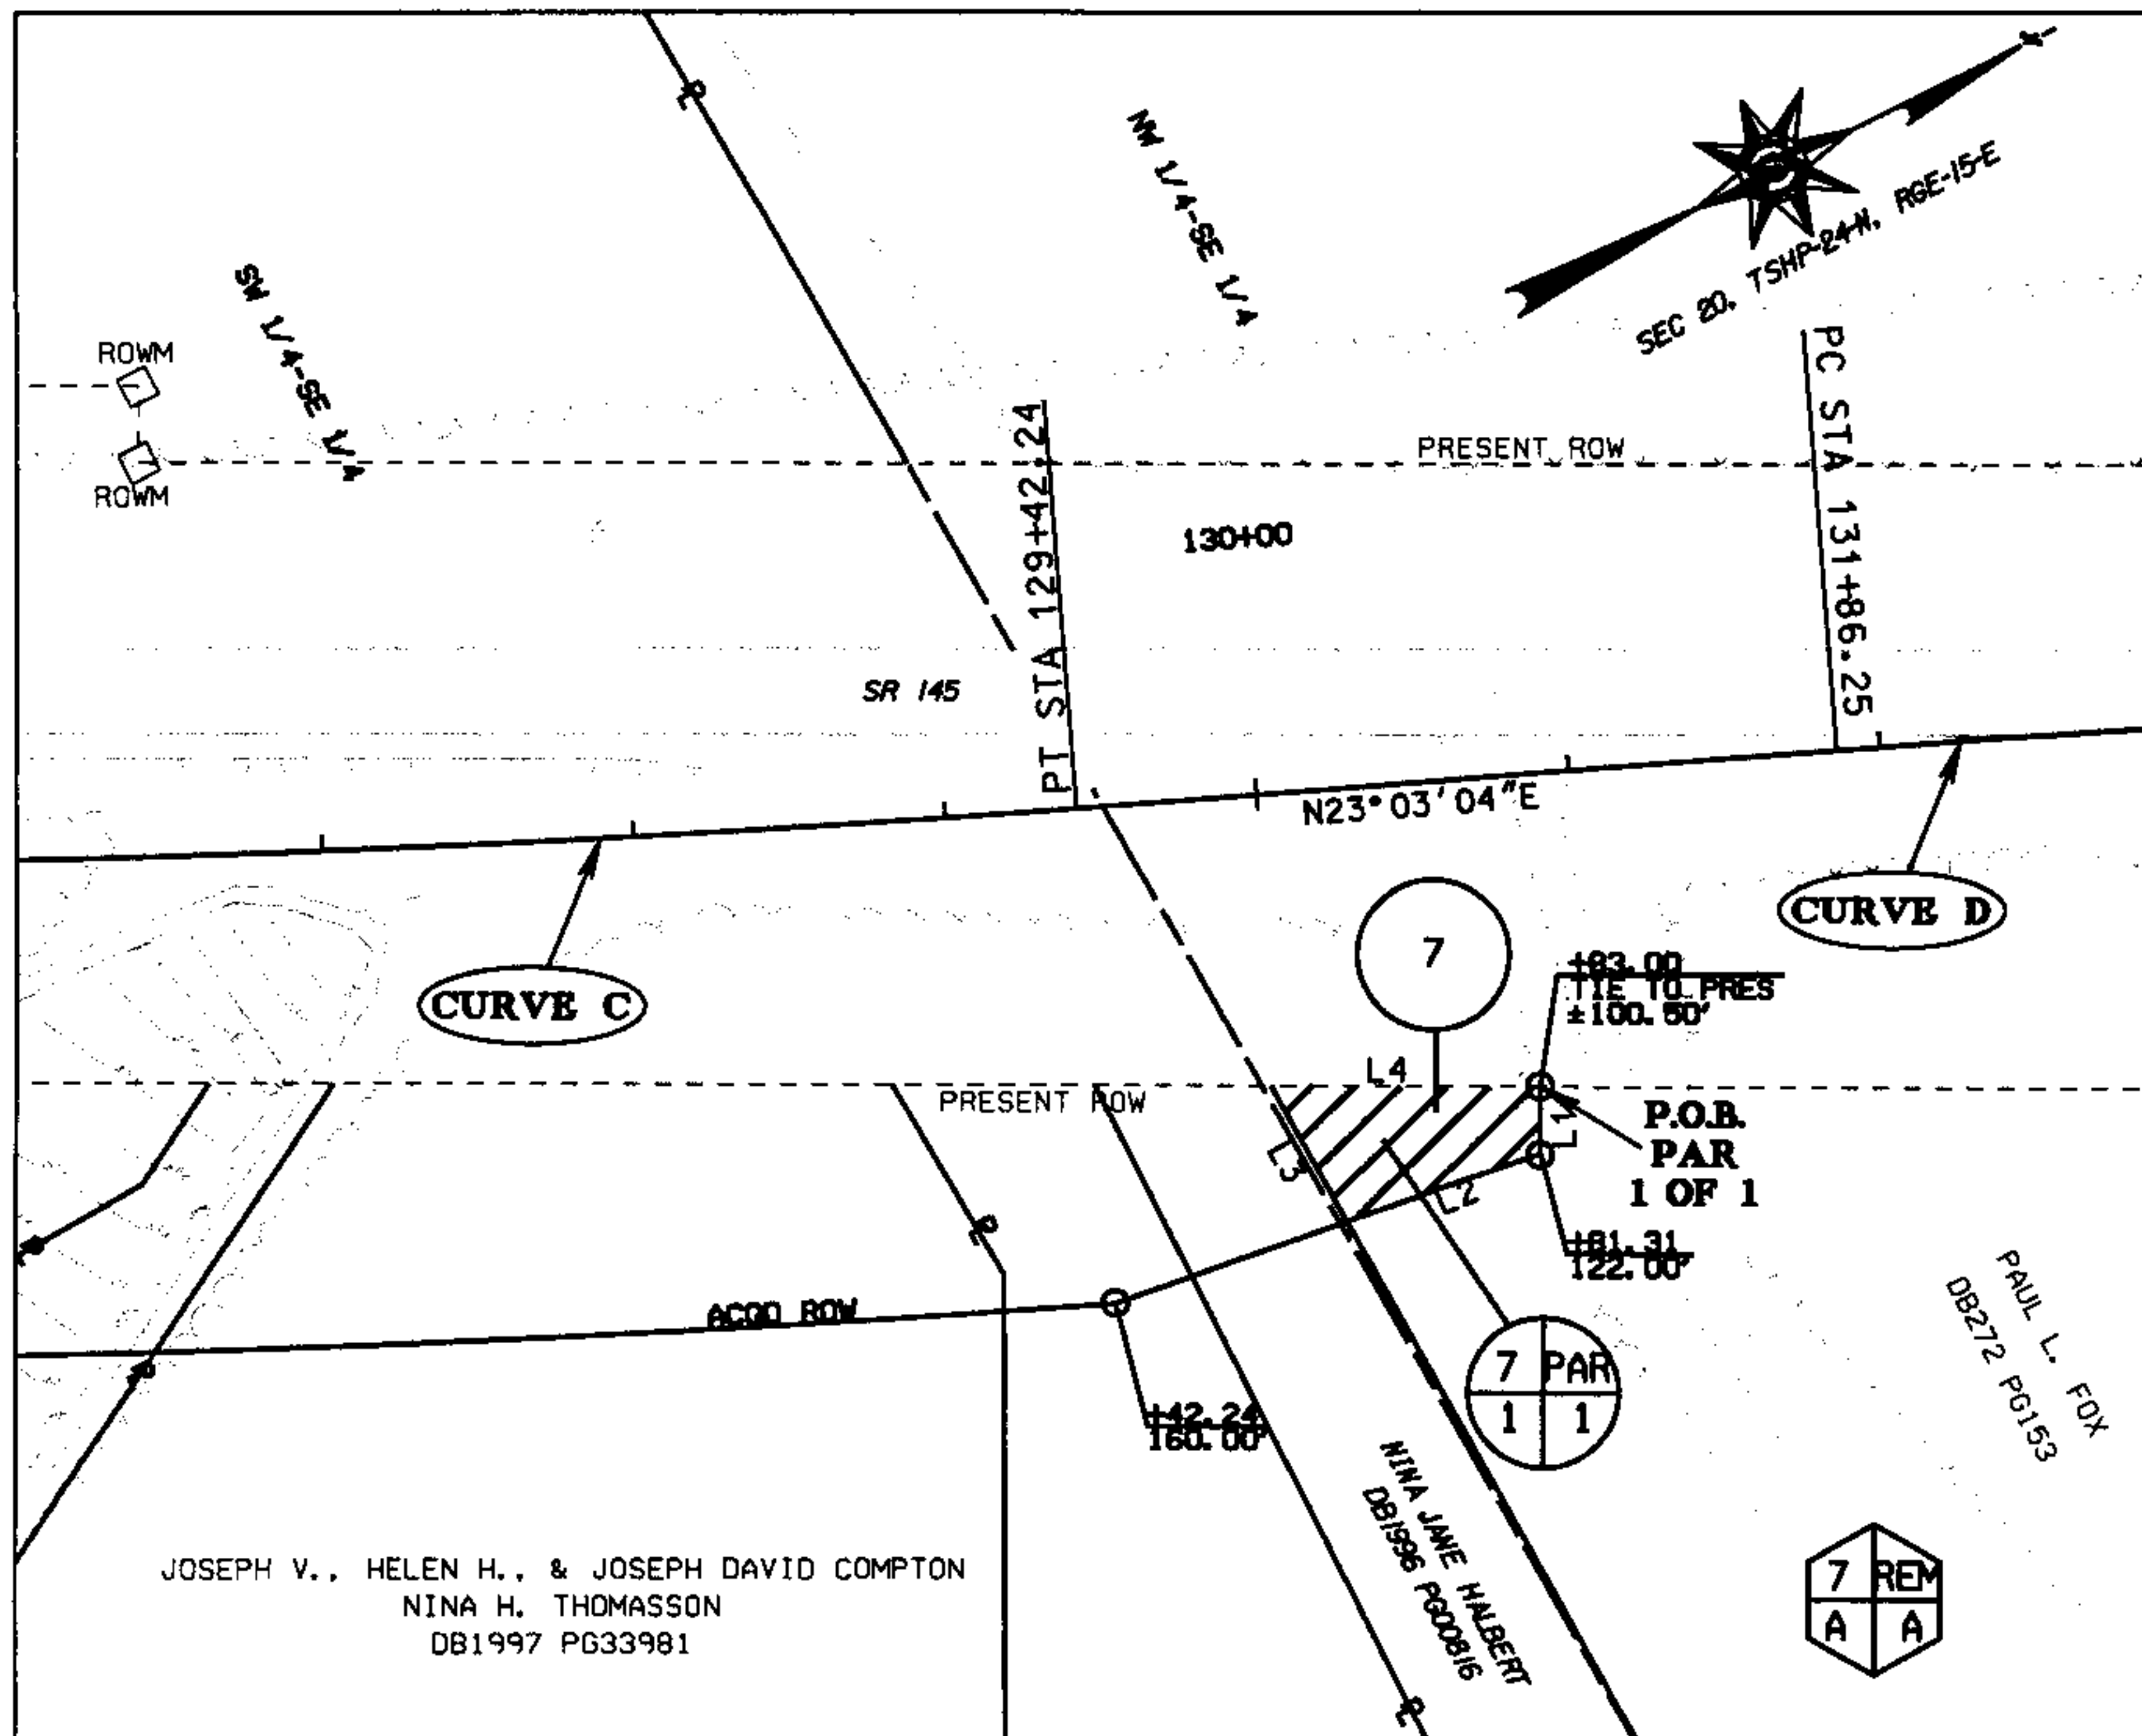 NW 1/4-SE 1/4
SEC 20, TSHP-24-N, RGE-15-E
SW 1/4-SE 1/4
ROWM
ROWM
PT STA 129+42.24
PRESENT ROW
PC STA 131+86.25
130+00
SR 145
N23°03'04"E
CURVE C
CURVE D
7
+83.00
TIE TO PRES
±100.50'
L4
PRESENT ROW
L1
P.O.B.
PAR
1 OF 1
L3
L2
+81.31
122.00'
ACQD ROW
+42.24
160.00'
7 PAR
1 1
PAUL L. FOX
DB272 PG153
NINA JANE HALBERT
DB1996 PG00816
JOSEPH V., HELEN H., & JOSEPH DAVID COMPTON
NINA H. THOMASSON
DB1997 PG33981
7 REM
A A